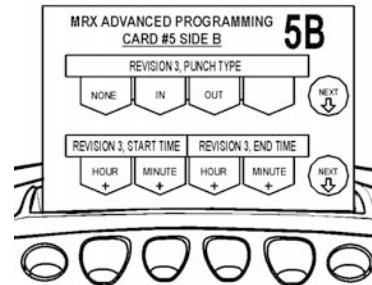 MRX ADVANCED PROGRAMMING
CARD #5 SIDE B
5B
REVISION 3, PUNCH TYPE
NONE IN OUT NEXT
REVISION 3, START TIME REVISION 3, END TIME
HOUR + MINUTE + HOUR + MINUTE + NEXT